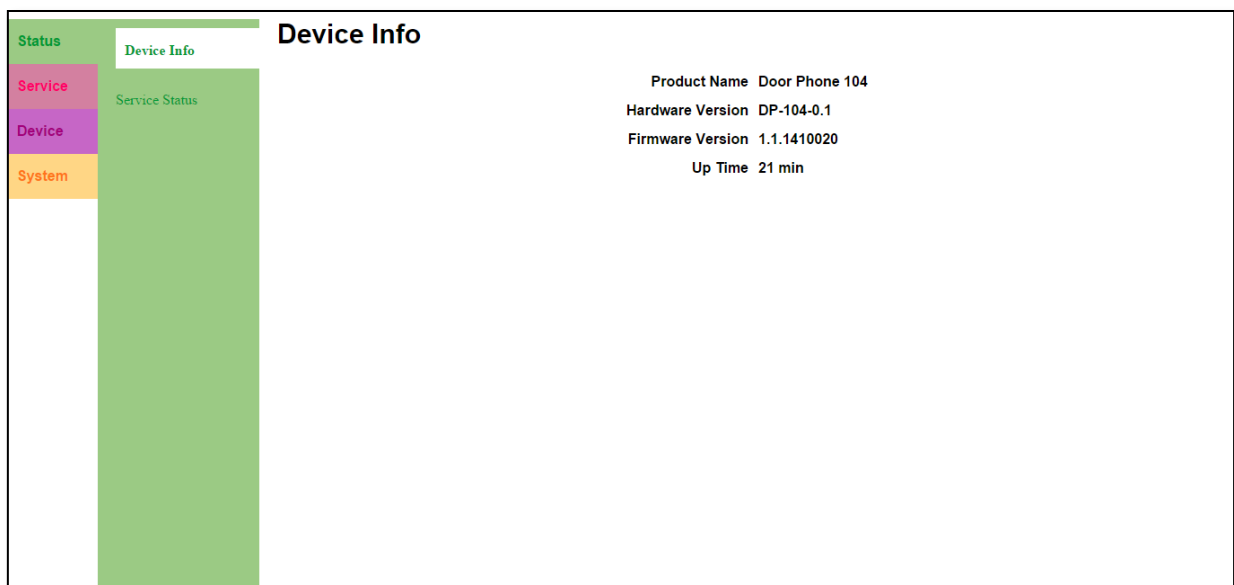 Status
Service
Device
System
Device Info
Service Status
Device Info
Product Name Door Phone 104
Hardware Version DP-104-0.1
Firmware Version 1.1.1410020
Up Time 21 min